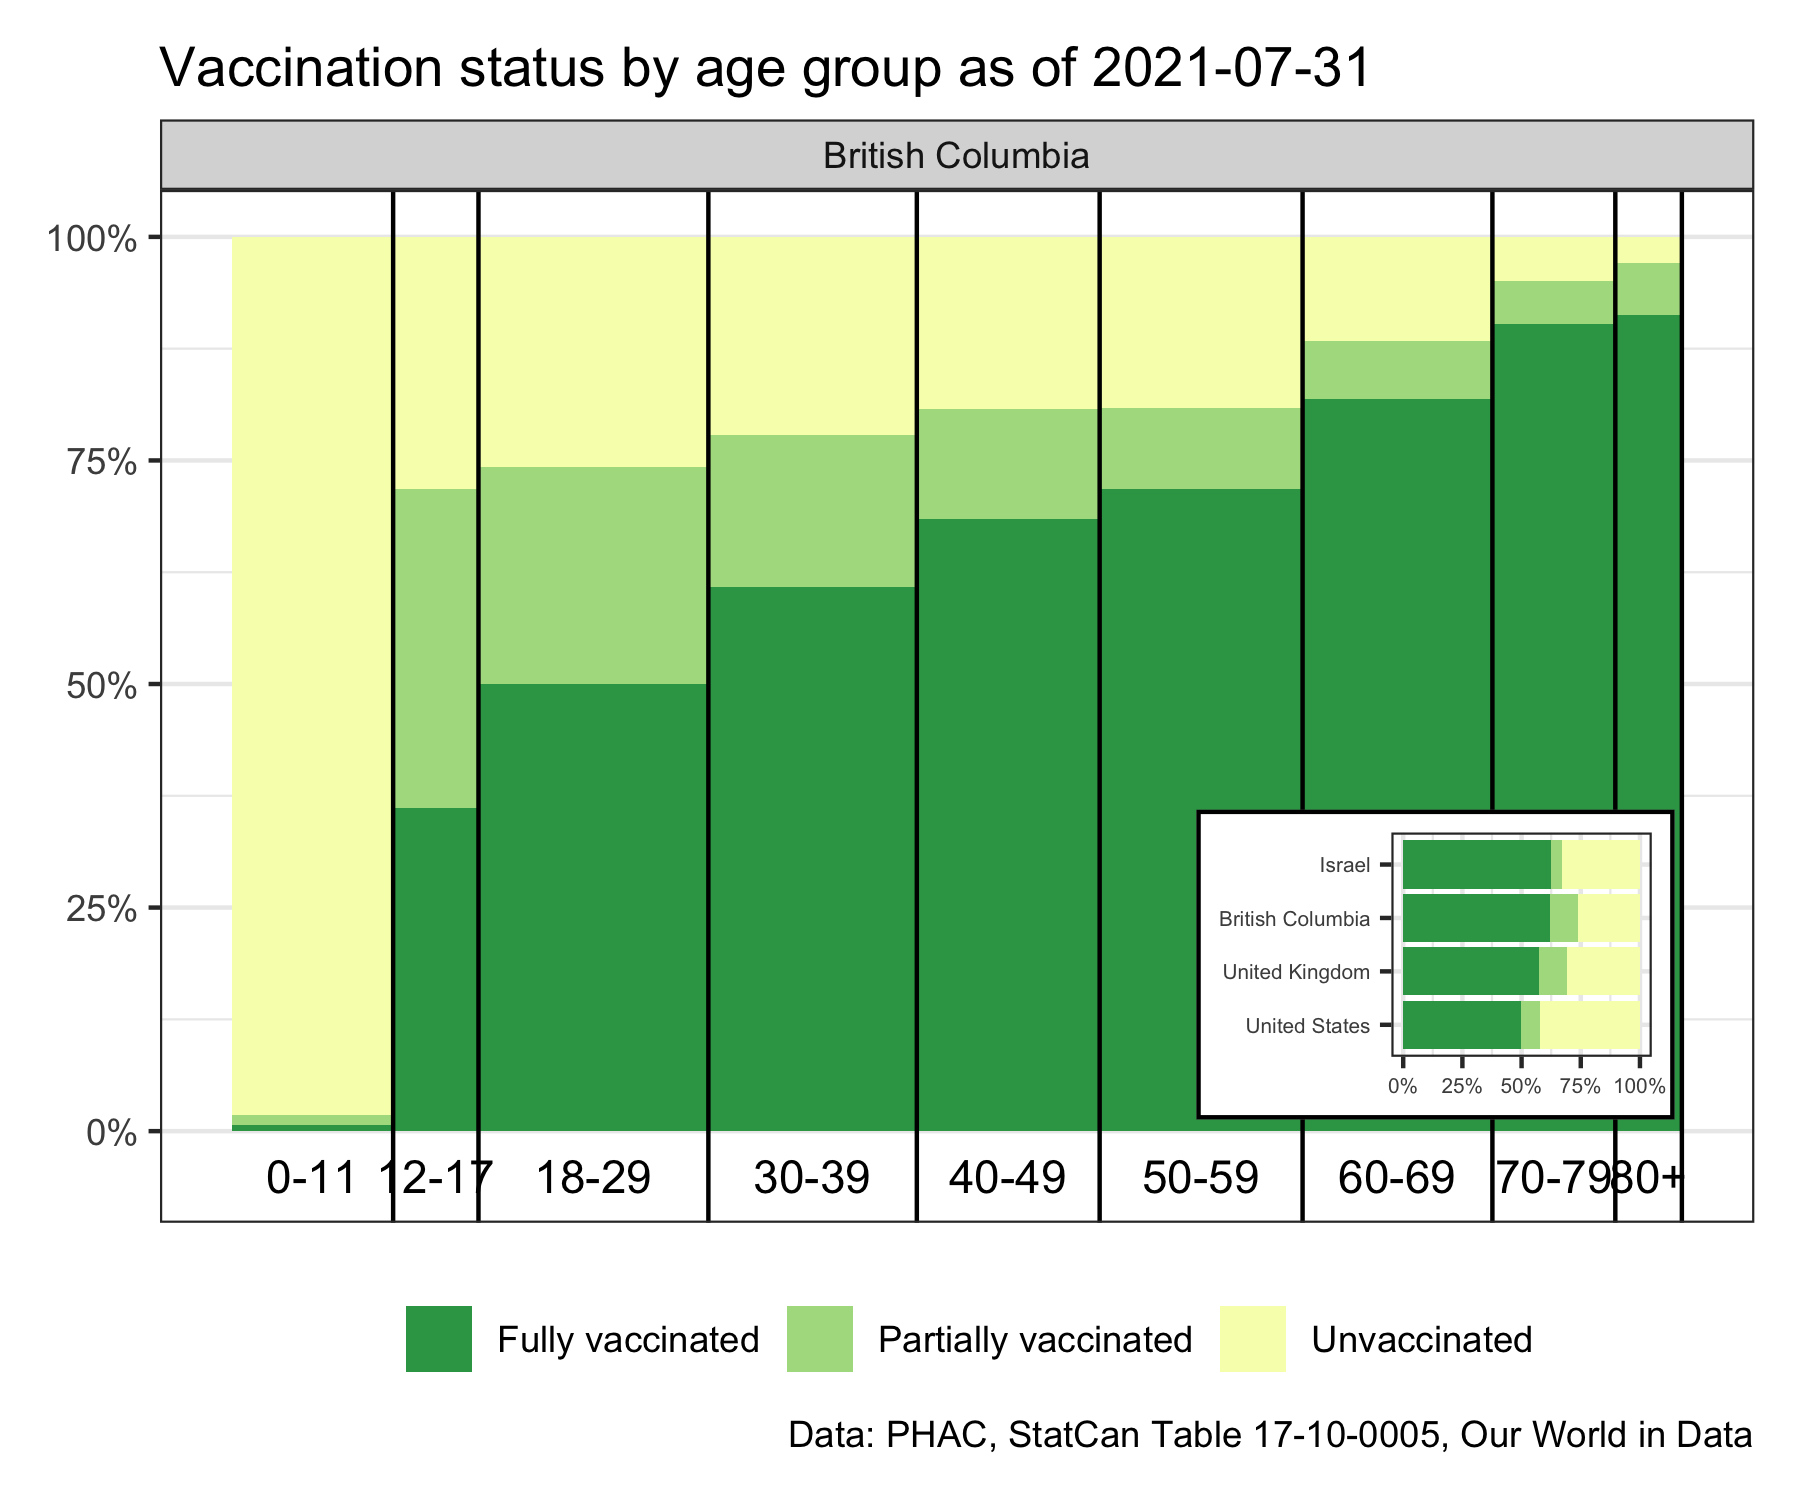 Vaccination status by age group as of 2021-07-31
British Columbia
100%
75%
50%
25%
0%
0-11 12-17 18-29 30-39 40-49 50-59 60-69 70-79 80+
Israel
British Columbia
United Kingdom
United States
0% 25% 50% 75% 100%
Fully vaccinated Partially vaccinated Unvaccinated
Data: PHAC, StatCan Table 17-10-0005, Our World in Data